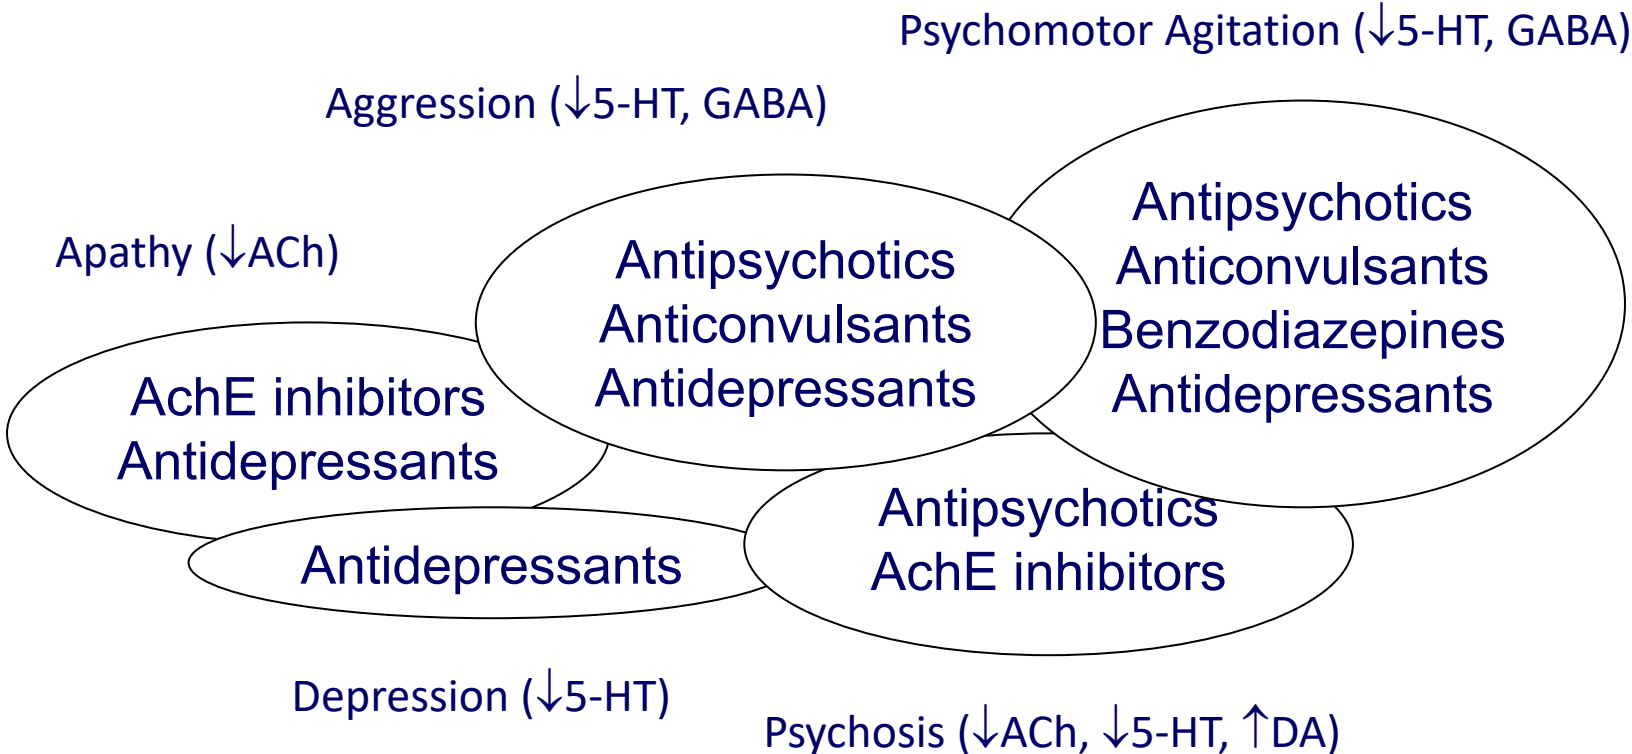 Psychomotor Agitation (↓5-HT, GABA)
Aggression (↓5-HT, GABA)
Apathy (↓ACh)
Antipsychotics
Anticonvulsants
Benzodiazepines
Antidepressants
Antipsychotics
Anticonvulsants
Antidepressants
AchE inhibitors
Antidepressants
Antipsychotics
AchE inhibitors
Antidepressants
Depression (↓5-HT)
Psychosis (↓ACh, ↓5-HT, ↑DA)